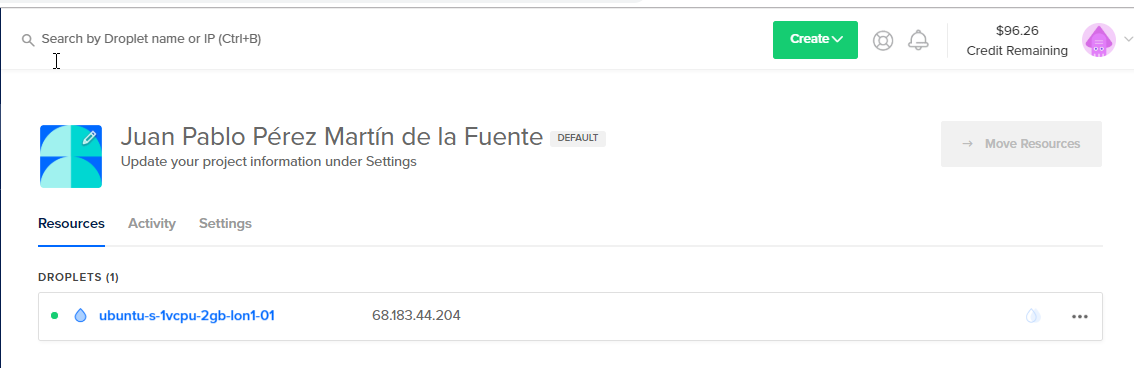 Search by Droplet name or IP (Ctrl+B)
Create
$96.26
Credit Remaining
Juan Pablo Pérez Martín de la Fuente DEFAULT
Update your project information under Settings
→ Move Resources
Resources Activity Settings
DROPLETS (1)
ubuntu-s-1vcpu-2gb-lon1-01 68.183.44.204